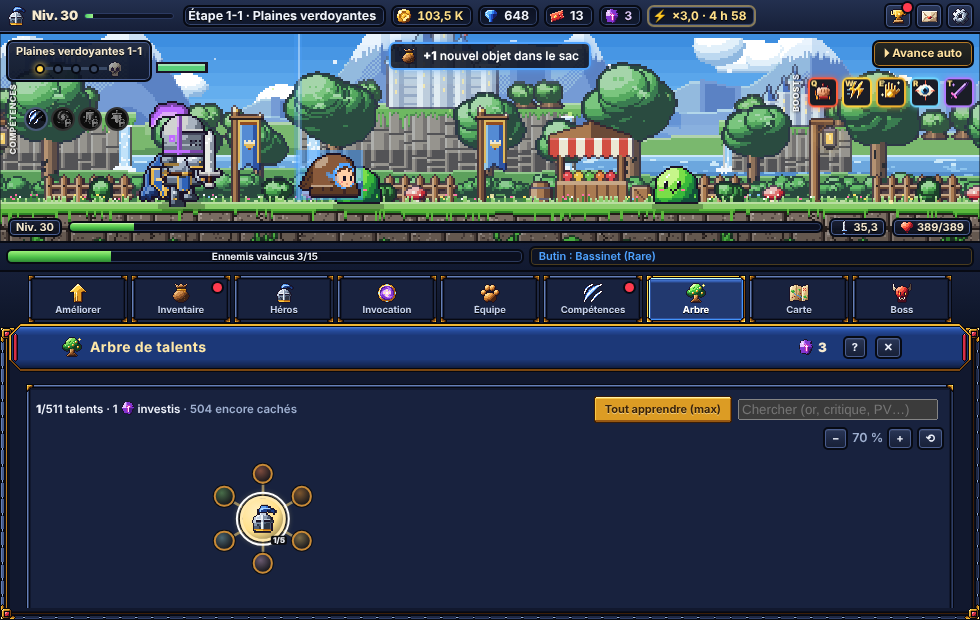 Niv. 30
Étape 1-1 · Plaines verdoyantes
103,5 K
648
13
3
×3,0 · 4 h 58
Plaines verdoyantes 1-1
+1 nouvel objet dans le sac
Avance auto
COMPÉTENCES
BOOSTS
Q
W
E
R
T
Niv. 30
35,3
389/389
Ennemis vaincus 3/15
Butin : Bassinet (Rare)
Améliorer
Inventaire
Héros
Invocation
Equipe
Compétences
Arbre
Carte
Boss
Arbre de talents
3
?
×
1/511 talents · 1 investis · 504 encore cachés
Tout apprendre (max)
Chercher (or, critique, PV…)
− 70 % + ⟲
1/5